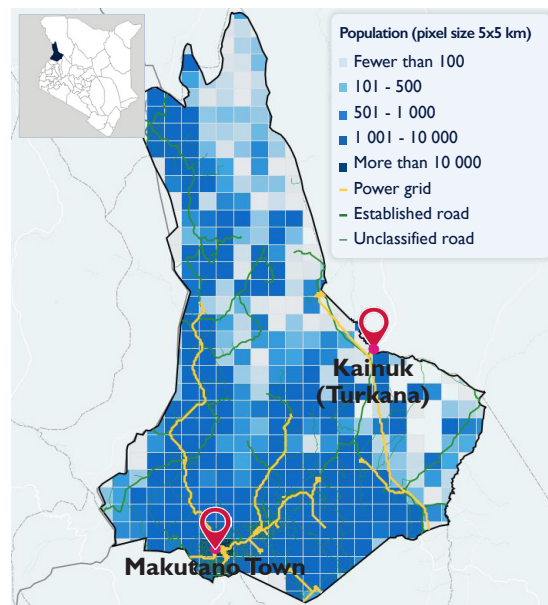 Population (pixel size 5x5 km)
Fewer than 100
101 - 500
501 - 1 000
1 001 - 10 000
More than 10 000
Power grid
Established road
Unclassified road
Kainuk
(Turkana)
Makutano Town